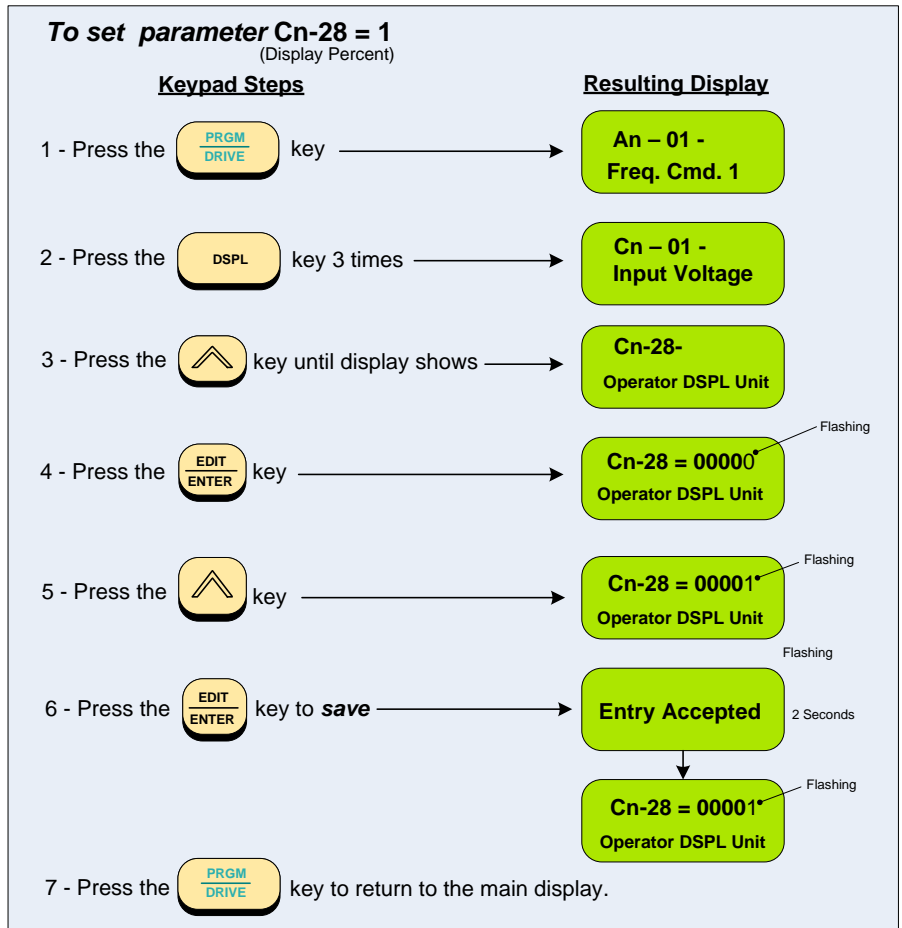 To set parameter Cn-28 = 1
(Display Percent)
Keypad Steps
Resulting Display
1 - Press the PRGM DRIVE key
An – 01 -
Freq. Cmd. 1
2 - Press the DSPL key 3 times
Cn – 01 -
Input Voltage
3 - Press the key until display shows
Cn-28-
Operator DSPL Unit
4 - Press the EDIT ENTER key
Flashing
Cn-28 = 00000
Operator DSPL Unit
5 - Press the key
Flashing
Cn-28 = 00001
Operator DSPL Unit
6 - Press the EDIT ENTER key to save
Flashing
Entry Accepted
2 Seconds
Flashing
Cn-28 = 00001
Operator DSPL Unit
7 - Press the PRGM DRIVE key to return to the main display.